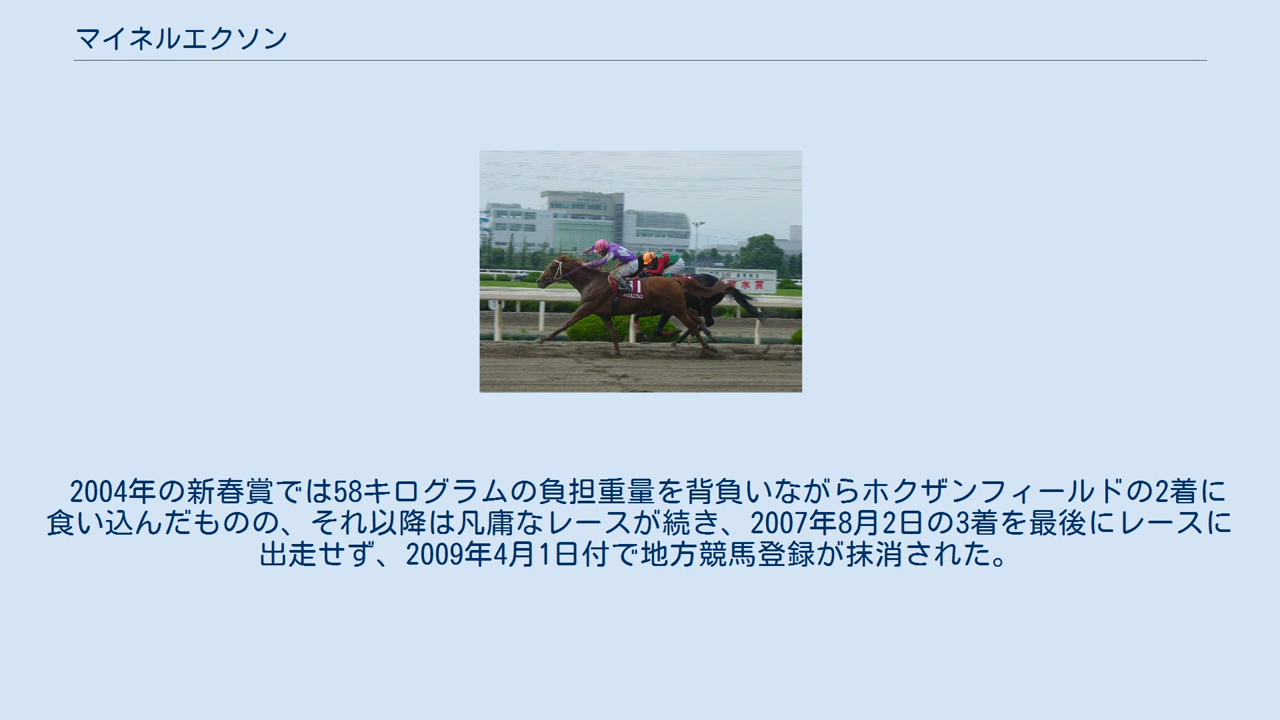 マイネルエクソン
2004年の新春賞では58キログラムの負担重量を背負いながらホクザンフィールドの2着に
食い込んだものの、それ以降は凡庸なレースが続き、2007年8月2日の3着を最後にレースに
出走せず、2009年4月1日付で地方競馬登録が抹消された。